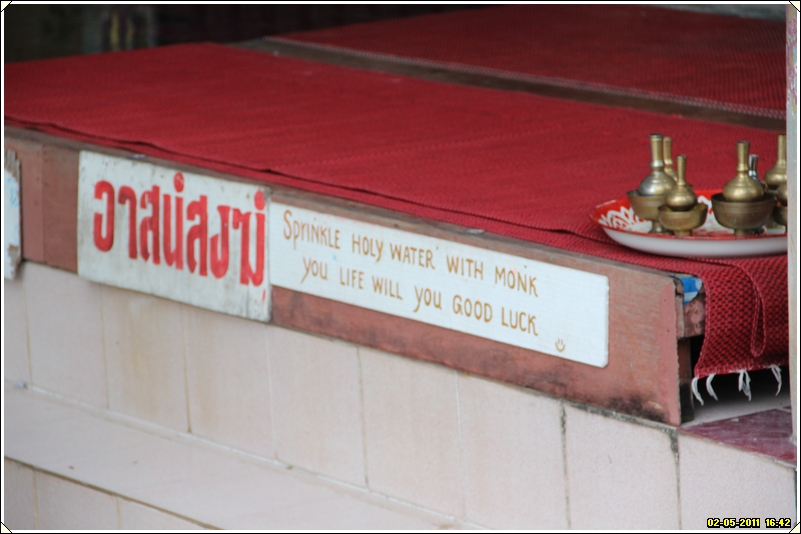 อาสน์สงฆ์
SPRINKLE HOLY WATER WITH MONK
YOU LIFE WILL YOU GOOD LUCK
02-05-2011 16:42